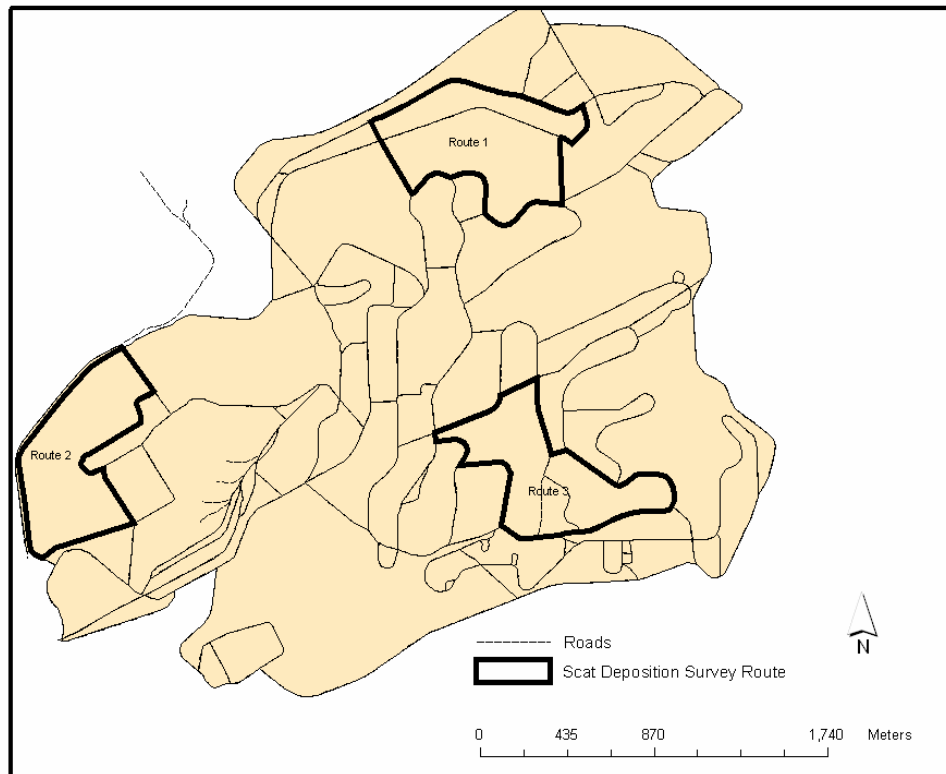 Route 1
Route 2
Route 3
N
Roads
Scat Deposition Survey Route
0 435 870 1,740 Meters